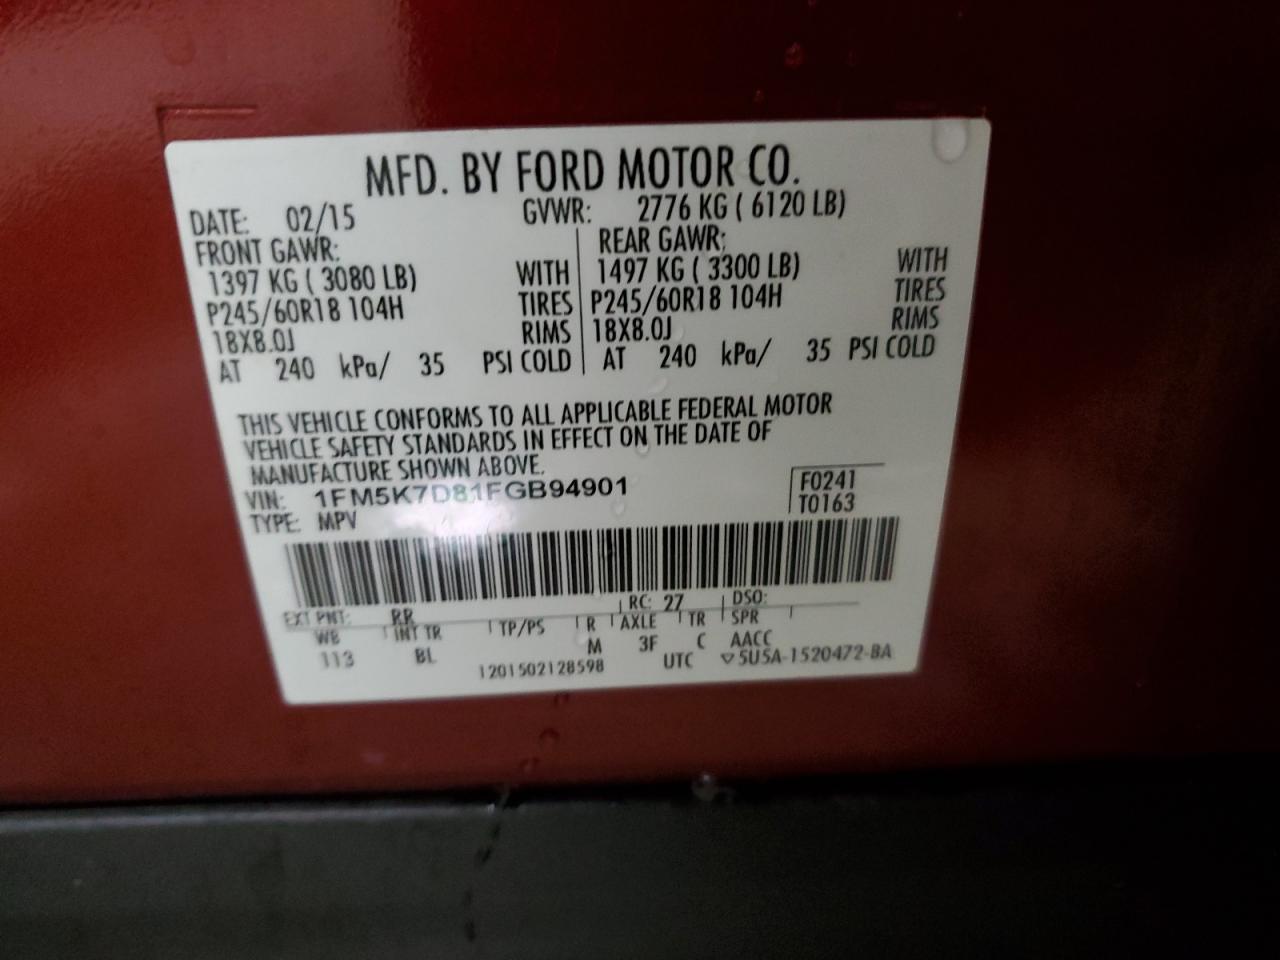 MFD. BY FORD MOTOR CO.
DATE: 02/15 GVWR: 2776 KG ( 6120 LB)
FRONT GAWR: REAR GAWR:
1397 KG ( 3080 LB) WITH 1497 KG ( 3300 LB) WITH
P245/60R18 104H TIRES P245/60R18 104H TIRES
18X8.0J RIMS 18X8.0J RIMS
AT 240 kPa/ 35 PSI COLD AT 240 kPa/ 35 PSI COLD
THIS VEHICLE CONFORMS TO ALL APPLICABLE FEDERAL MOTOR
VEHICLE SAFETY STANDARDS IN EFFECT ON THE DATE OF
MANUFACTURE SHOWN ABOVE.
VIN: 1FM5K7D81FGB94901 F0241
TYPE: MPV T0163
EXT PNT: RR RC: 27 DSO:
WB INT TR TP/PS R AXLE TR SPR
113 BL M 3F C AACC
1201502128598 UTC ▽5U5A-1520472-BA